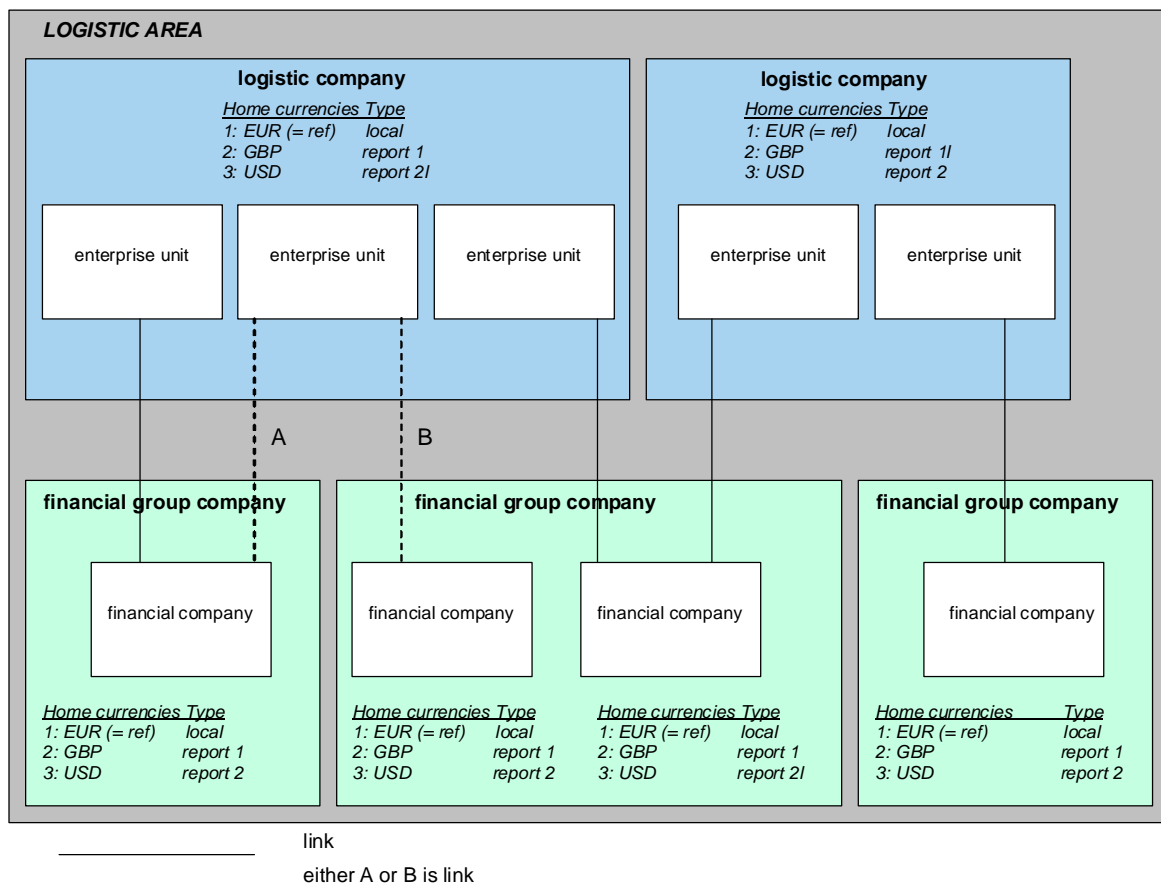 LOGISTIC AREA
logistic company
Home currencies Type
1: EUR (= ref) local
2: GBP report 1
3: USD report 2l
logistic company
Home currencies Type
1: EUR (= ref) local
2: GBP report 1l
3: USD report 2
enterprise unit
enterprise unit
enterprise unit
enterprise unit
enterprise unit
A
B
financial group company
financial group company
financial group company
financial company
financial company
financial company
financial company
Home currencies Type
1: EUR (= ref) local
2: GBP report 1
3: USD report 2
Home currencies Type
1: EUR (= ref) local
2: GBP report 1
3: USD report 2
Home currencies Type
1: EUR (= ref) local
2: GBP report 1
3: USD report 2l
Home currencies Type
1: EUR (= ref) local
2: GBP report 1
3: USD report 2
link
either A or B is link